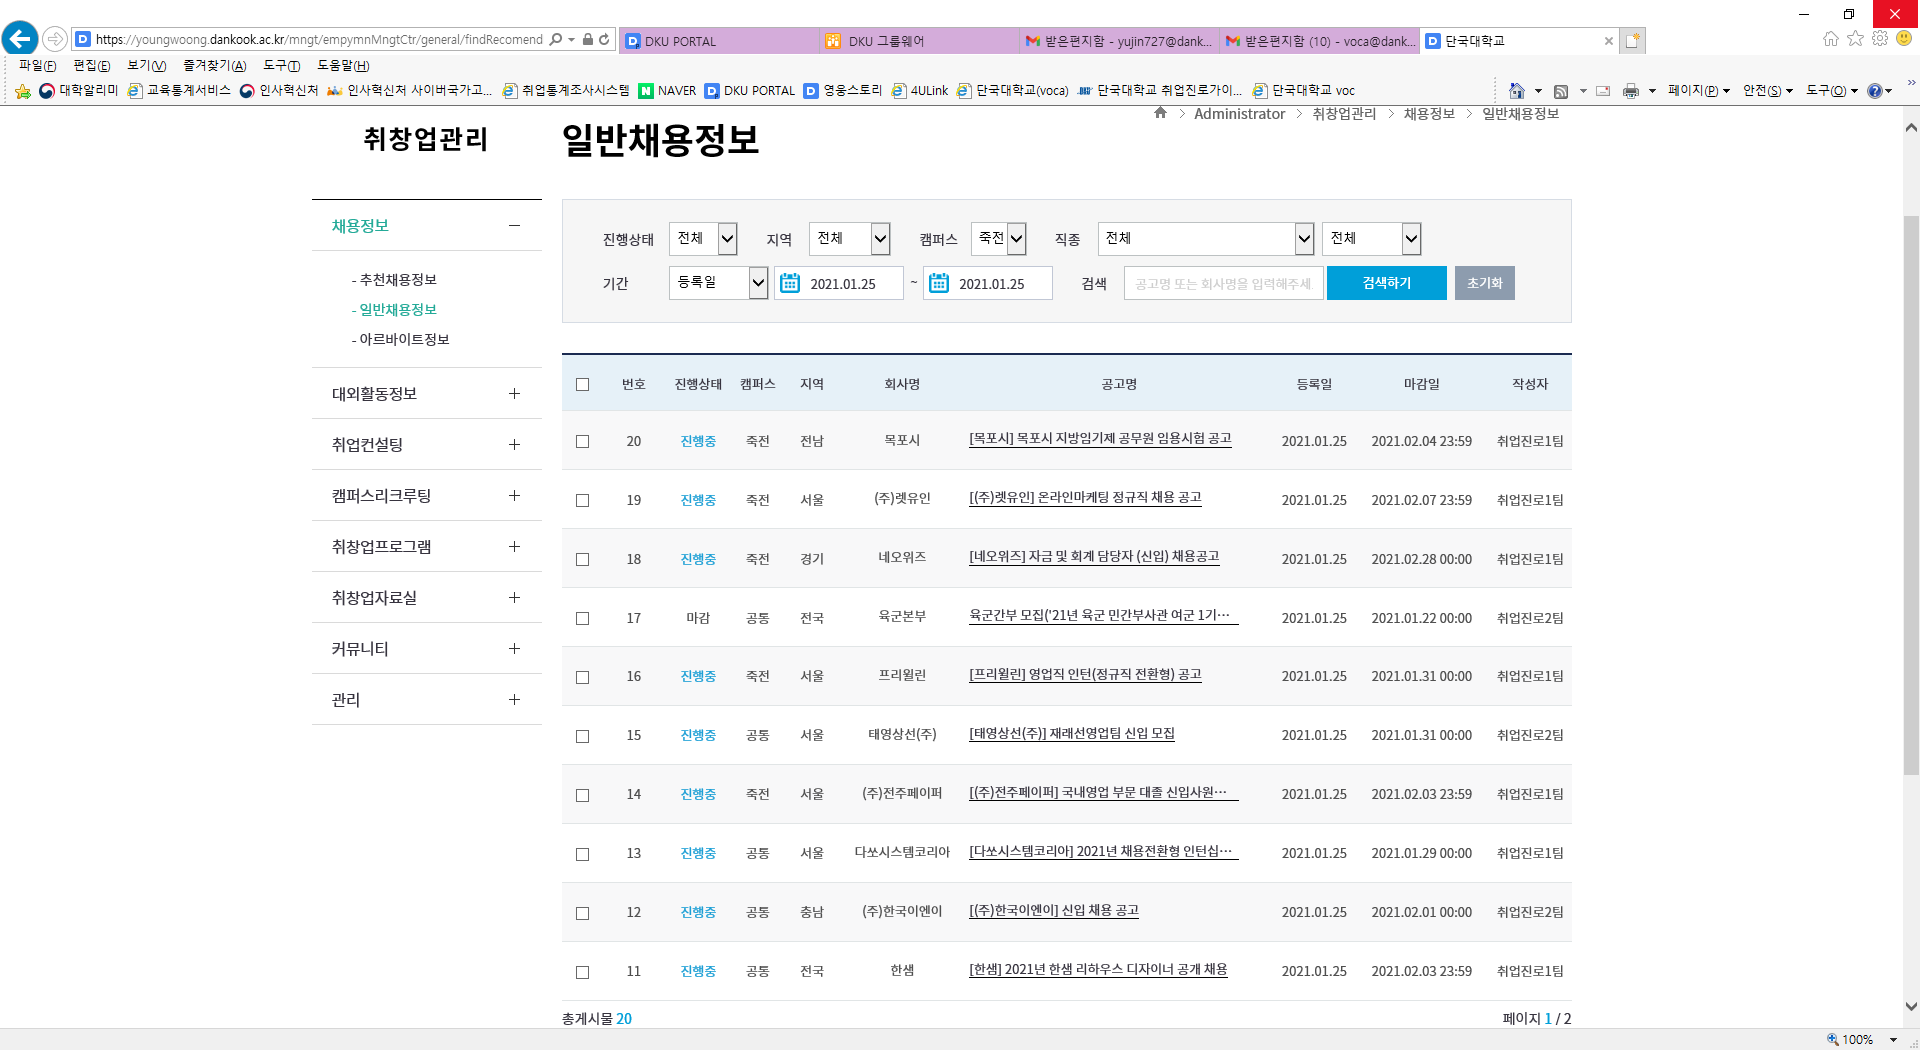 https://youngwoong.dankook.ac.kr/mngt/empymnMngtCtr/general/findRecomend
DKU PORTAL
DKU 그룹웨어
받은편지함 - yujin727@dank...
받은편지함 (10) - voca@dank...
단국대학교
파일(F) 편집(E) 보기(V) 즐겨찾기(A) 도구(T) 도움말(H)
대학알리미 교육통계서비스 인사혁신처 인사혁신처 사이버국가고... 취업통계조사시스템 NAVER DKU PORTAL 영웅스토리 4ULink 단국대학교(voca) 단국대학교 취업진로가이... 단국대학교 voc 페이지(P) 안전(S) 도구(O)
Administrator > 취창업관리 > 채용정보 > 일반채용정보
취창업관리
일반채용정보
채용정보
- 추천채용정보
- 일반채용정보
- 아르바이트정보
대외활동정보
취업컨설팅
캠퍼스리크루팅
취창업프로그램
취창업자료실
커뮤니티
관리
진행상태 전체 지역 전체 캠퍼스 죽전 직종 전체 전체
기간 등록일 2021.01.25 ~ 2021.01.25 검색 공고명 또는 회사명을 입력해주세. 검색하기 초기화
번호 진행상태 캠퍼스 지역 회사명 공고명 등록일 마감일 작성자
20 진행중 죽전 전남 목포시 [목포시] 목포시 지방임기제 공무원 임용시험 공고 2021.01.25 2021.02.04 23:59 취업진로1팀
19 진행중 죽전 서울 (주)렛유인 [(주)렛유인] 온라인마케팅 정규직 채용 공고 2021.01.25 2021.02.07 23:59 취업진로1팀
18 진행중 죽전 경기 네오위즈 [네오위즈] 자금 및 회계 담당자 (신입) 채용공고 2021.01.25 2021.02.28 00:00 취업진로1팀
17 마감 공통 전국 육군본부 육군간부 모집('21년 육군 민간부사관 여군 1기… 2021.01.25 2021.01.22 00:00 취업진로2팀
16 진행중 죽전 서울 프리윌린 [프리윌린] 영업직 인턴(정규직 전환형) 공고 2021.01.25 2021.01.31 00:00 취업진로1팀
15 진행중 공통 서울 태영상선(주) [태영상선(주)] 재래선영업팀 신입 모집 2021.01.25 2021.01.31 00:00 취업진로2팀
14 진행중 죽전 서울 (주)전주페이퍼 [(주)전주페이퍼] 국내영업 부문 대졸 신입사원… 2021.01.25 2021.02.03 23:59 취업진로1팀
13 진행중 공통 서울 다쏘시스템코리아 [다쏘시스템코리아] 2021년 채용전환형 인턴십… 2021.01.25 2021.01.29 00:00 취업진로1팀
12 진행중 공통 충남 (주)한국이엔이 [(주)한국이엔이] 신입 채용 공고 2021.01.25 2021.02.01 00:00 취업진로2팀
11 진행중 공통 전국 한샘 [한샘] 2021년 한샘 리하우스 디자이너 공개 채용 2021.01.25 2021.02.03 23:59 취업진로1팀
총게시물 20
페이지 1 / 2
100%